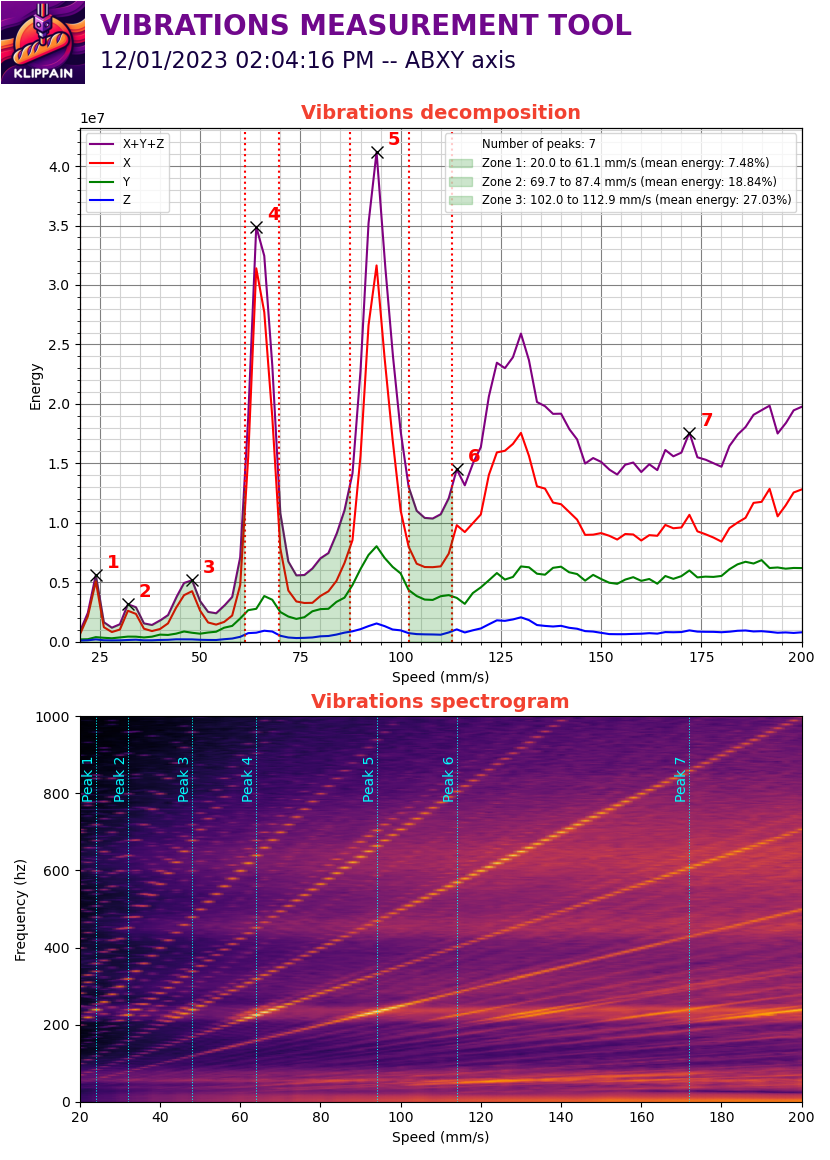 KLIPPAIN
VIBRATIONS MEASUREMENT TOOL
12/01/2023 02:04:16 PM -- ABXY axis
Vibrations decomposition
1e7
X+Y+Z
X
Y
Z
Number of peaks: 7
Zone 1: 20.0 to 61.1 mm/s (mean energy: 7.48%)
Zone 2: 69.7 to 87.4 mm/s (mean energy: 18.84%)
Zone 3: 102.0 to 112.9 mm/s (mean energy: 27.03%)
1
2
3
4
5
6
7
Energy
4.0
3.5
3.0
2.5
2.0
1.5
1.0
0.5
0.0
25 50 75 100 125 150 175 200
Speed (mm/s)
Vibrations spectrogram
Peak 1
Peak 2
Peak 3
Peak 4
Peak 5
Peak 6
Peak 7
Frequency (hz)
1000
800
600
400
200
0
20 40 60 80 100 120 140 160 180 200
Speed (mm/s)